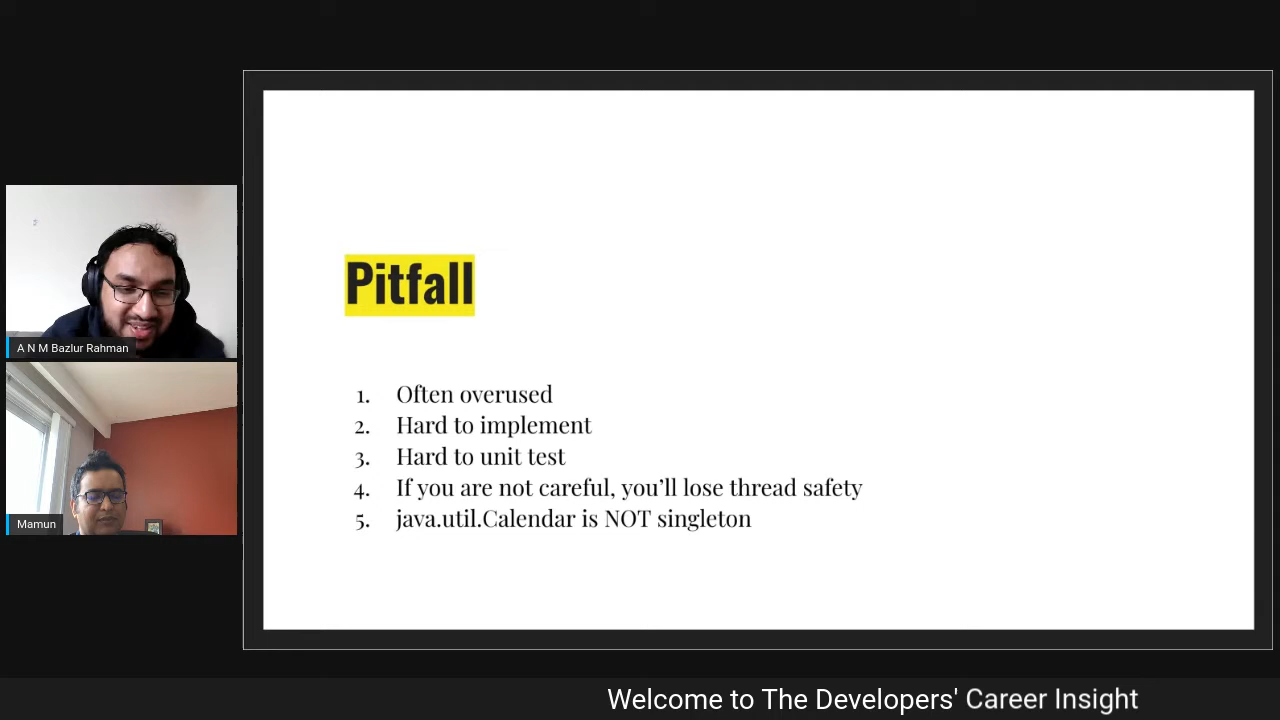 A N M Bazlur Rahman
Mamun
Pitfall
1. Often overused
2. Hard to implement
3. Hard to unit test
4. If you are not careful, you’ll lose thread safety
5. java.util.Calendar is NOT singleton
Welcome to The Developers' Career Insight